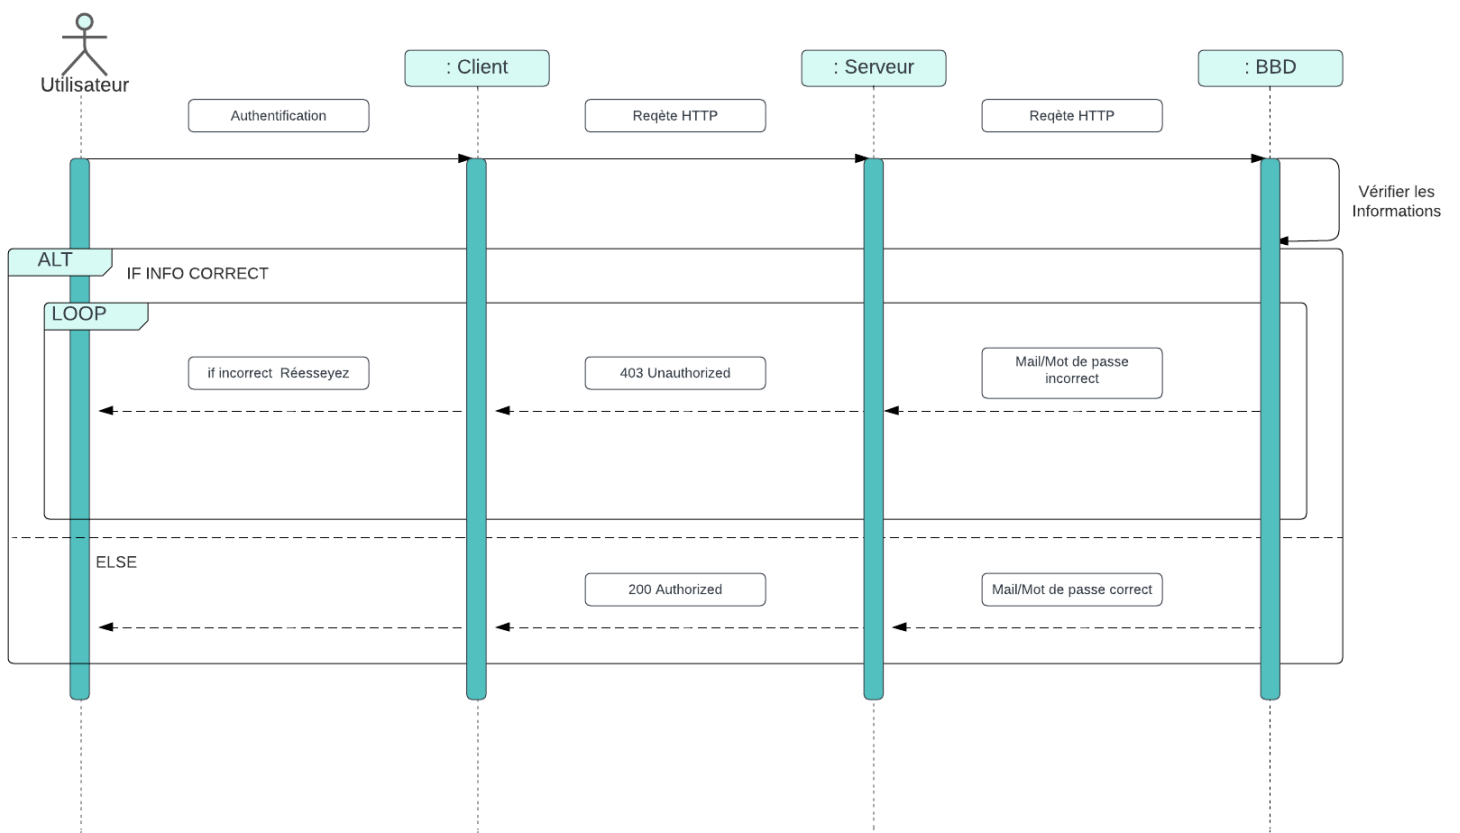 Utilisateur
: Client
: Serveur
: BBD
Authentification
Reqète HTTP
Reqète HTTP
Vérifier les
Informations
ALT
IF INFO CORRECT
LOOP
if incorrect  Réesseyez
403 Unauthorized
Mail/Mot de passe
incorrect
ELSE
200 Authorized
Mail/Mot de passe correct